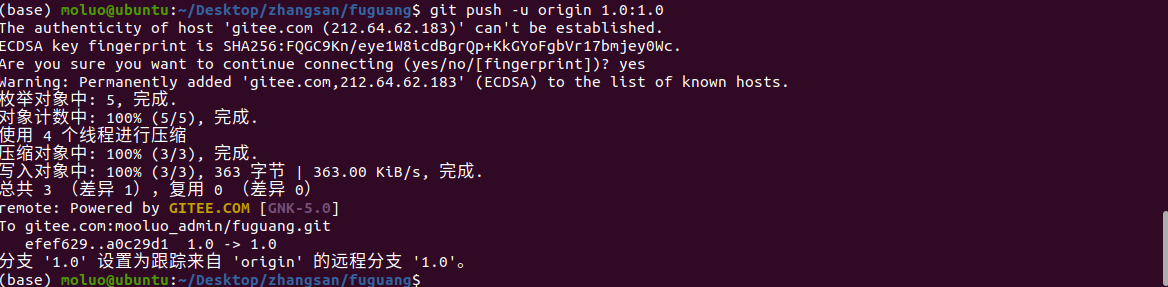 (base) moluo@ubuntu:~/Desktop/zhangsan/fuguang$ git push -u origin 1.0:1.0
The authenticity of host 'gitee.com (212.64.62.183)' can't be established.
ECDSA key fingerprint is SHA256:FQGC9Kn/eye1W8icdBgrQp+KkGYoFgbVr17bmjey0Wc.
Are you sure you want to continue connecting (yes/no/[fingerprint])? yes
Warning: Permanently added 'gitee.com,212.64.62.183' (ECDSA) to the list of known hosts.
枚举对象中: 5, 完成.
对象计数中: 100% (5/5), 完成.
使用 4 个线程进行压缩
压缩对象中: 100% (3/3), 完成.
写入对象中: 100% (3/3), 363 字节 | 363.00 KiB/s, 完成.
总共 3 （差异 1），复用 0 （差异 0）
remote: Powered by GITEE.COM [GNK-5.0]
To gitee.com:mooluo_admin/fuguang.git
   efef629..a0c29d1  1.0 -> 1.0
分支 '1.0' 设置为跟踪来自 'origin' 的远程分支 '1.0'。
(base) moluo@ubuntu:~/Desktop/zhangsan/fuguang$